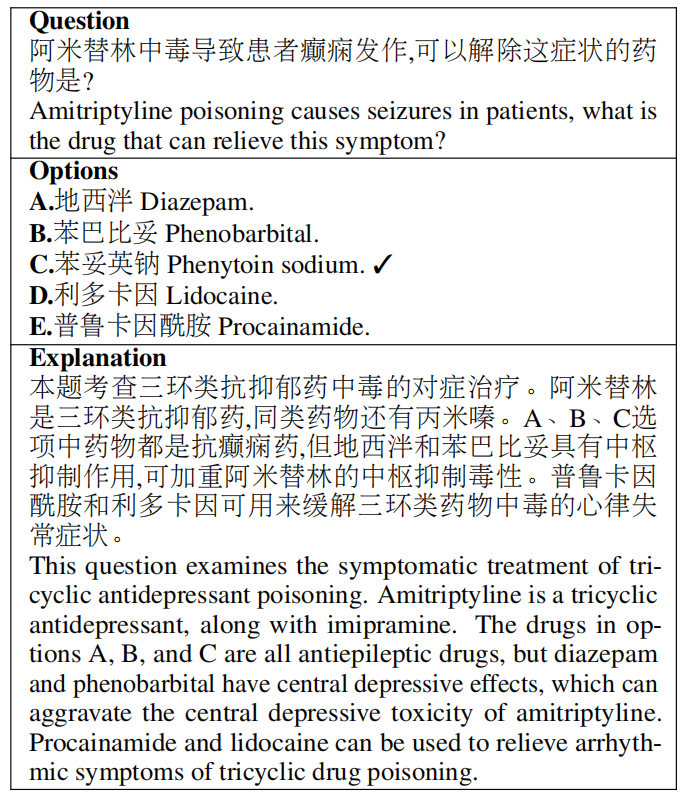 Question
阿米替林中毒导致患者癫痫发作,可以解除这症状的药
物是?
Amitriptyline poisoning causes seizures in patients, what is
the drug that can relieve this symptom?
Options
A.地西泮 Diazepam.
B.苯巴比妥 Phenobarbital.
C.苯妥英钠 Phenytoin sodium. ✓
D.利多卡因 Lidocaine.
E.普鲁卡因酰胺 Procainamide.
Explanation
本题考查三环类抗抑郁药中毒的对症治疗。阿米替林
是三环类抗抑郁药,同类药物还有丙米嗪。A、B、C选
项中药物都是抗癫痫药,但地西泮和苯巴比妥具有中枢
抑制作用,可加重阿米替林的中枢抑制毒性。普鲁卡因
酰胺和利多卡因可用来缓解三环类药物中毒的心律失
常症状。
This question examines the symptomatic treatment of tri-
cyclic antidepressant poisoning. Amitriptyline is a tricyclic
antidepressant, along with imipramine. The drugs in op-
tions A, B, and C are all antiepileptic drugs, but diazepam
and phenobarbital have central depressive effects, which can
aggravate the central depressive toxicity of amitriptyline.
Procainamide and lidocaine can be used to relieve arrhyth-
mic symptoms of tricyclic drug poisoning.